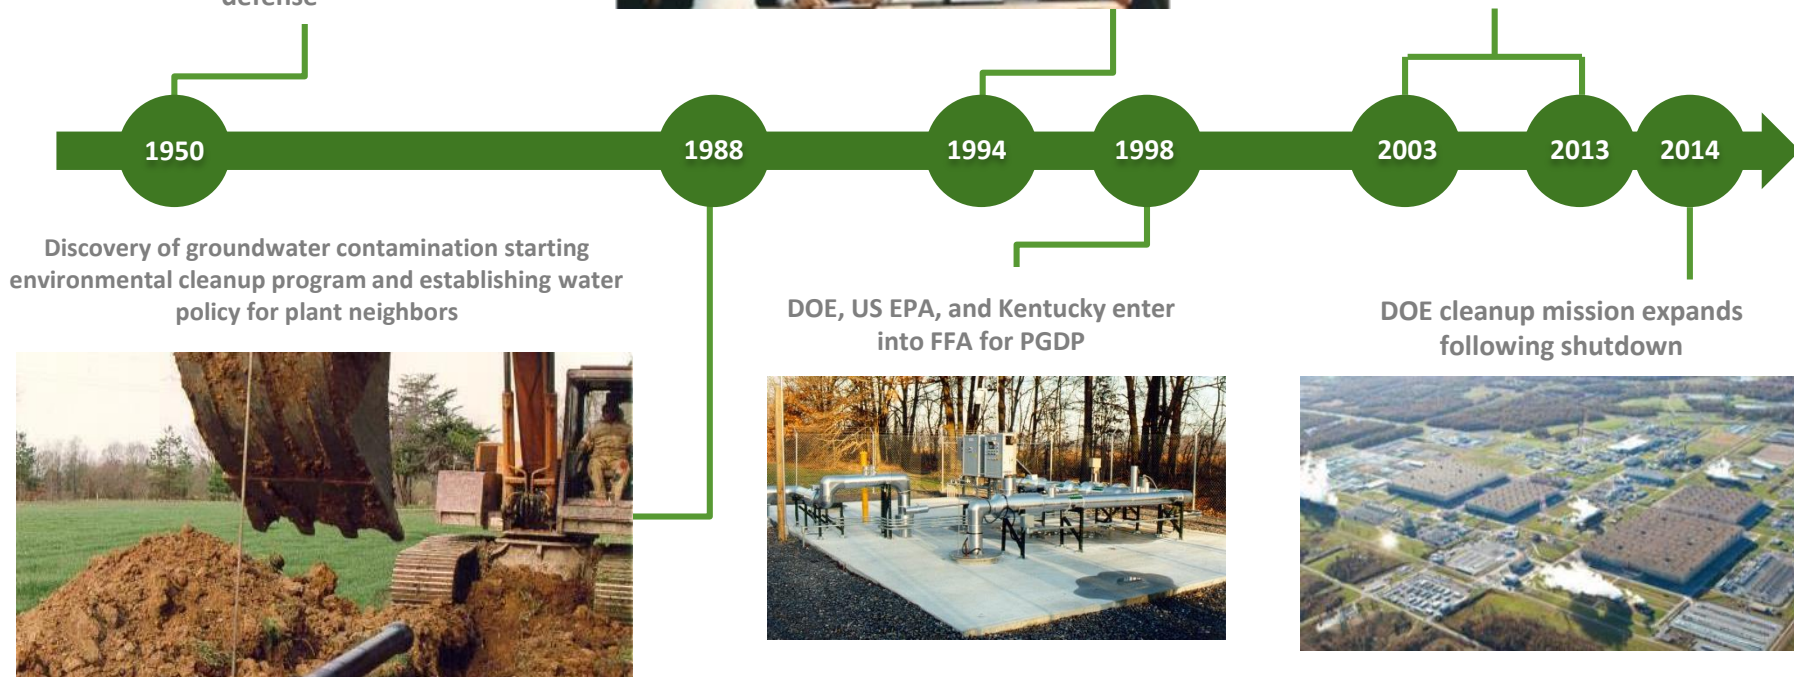 defense
1950
1988
1994
1998
2003
2013
2014
Discovery of groundwater contamination starting
environmental cleanup program and establishing water
policy for plant neighbors
DOE, US EPA, and Kentucky enter
into FFA for PGDP
DOE cleanup mission expands
following shutdown